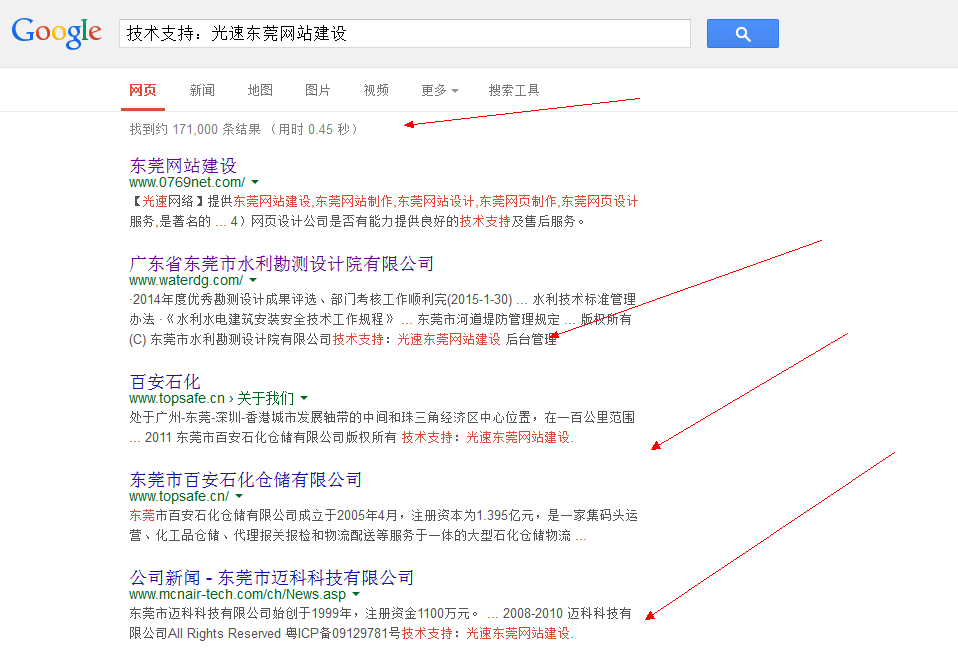 Google 技术支持：光速东莞网站建设
网页 新闻 地图 图片 视频 更多 搜索工具
找到约 171,000 条结果 （用时 0.45 秒）
东莞网站建设
www.0769net.com/
【光速网络】提供东莞网站建设,东莞网站制作,东莞网站设计,东莞网页制作,东莞网页设计
服务,是著名的 ... 4）网页设计公司是否有能力提供良好的技术支持及售后服务。
广东省东莞市水利勘测设计院有限公司
www.waterdg.com/
·2014年度优秀勘测设计成果评选、部门考核工作顺利完(2015-1-30) ... 水利技术标准管理
办法 ·《水利水电建筑安装安全技术工作规程》 ... 东莞市河道堤防管理规定 ... 版权所有
(C) 东莞市水利勘测设计院有限公司技术支持：光速东莞网站建设 后台管理
百安石化
www.topsafe.cn › 关于我们
处于广州-东莞-深圳-香港城市发展轴带的中间和珠三角经济区中心位置，在一百公里范围
... 2011 东莞市百安石化仓储有限公司版权所有 技术支持：光速东莞网站建设.
东莞市百安石化仓储有限公司
www.topsafe.cn/
东莞市百安石化仓储有限公司成立于2005年4月，注册资本为1.395亿元，是一家集码头运
营、化工品仓储、代理报关报检和物流配送等服务于一体的大型石化仓储物流 ...
公司新闻 - 东莞市迈科科技有限公司
www.mcnair-tech.com/ch/News.asp
东莞市迈科科技有限公司始创于1999年，注册资金1100万元。 ... 2008-2010 迈科科技有
限公司All Rights Reserved 粤ICP备09129781号技术支持：光速东莞网站建设.